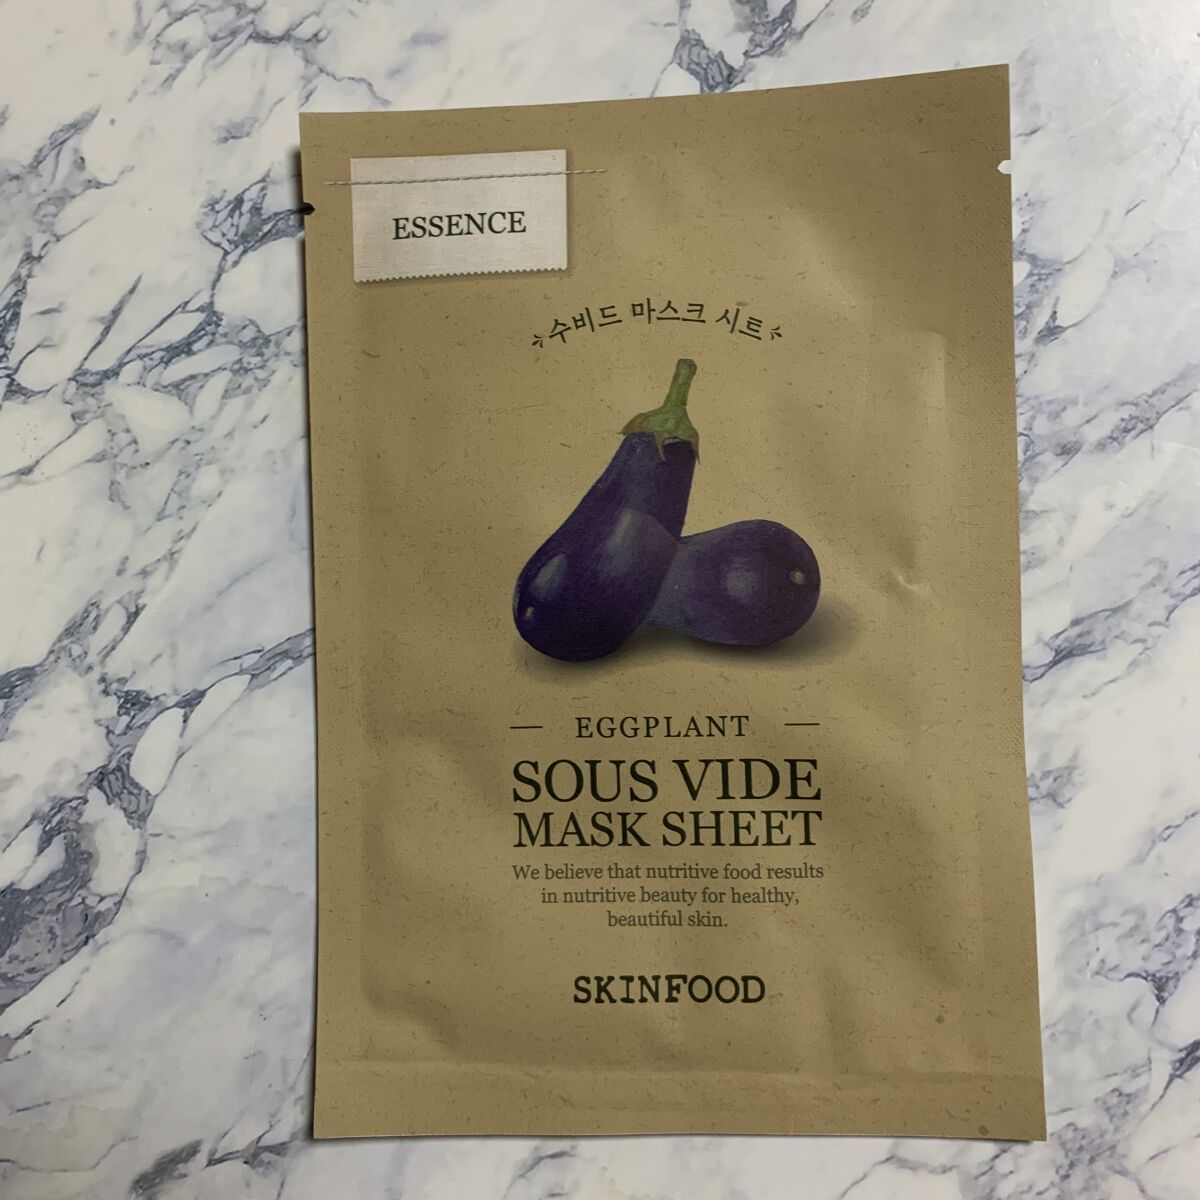 ESSENCE
수비드 마스크 시트
EGGPLANT
SOUS VIDE
MASK SHEET
We believe that nutritive food results
in nutritive beauty for healthy,
beautiful skin.
SKINFOOD